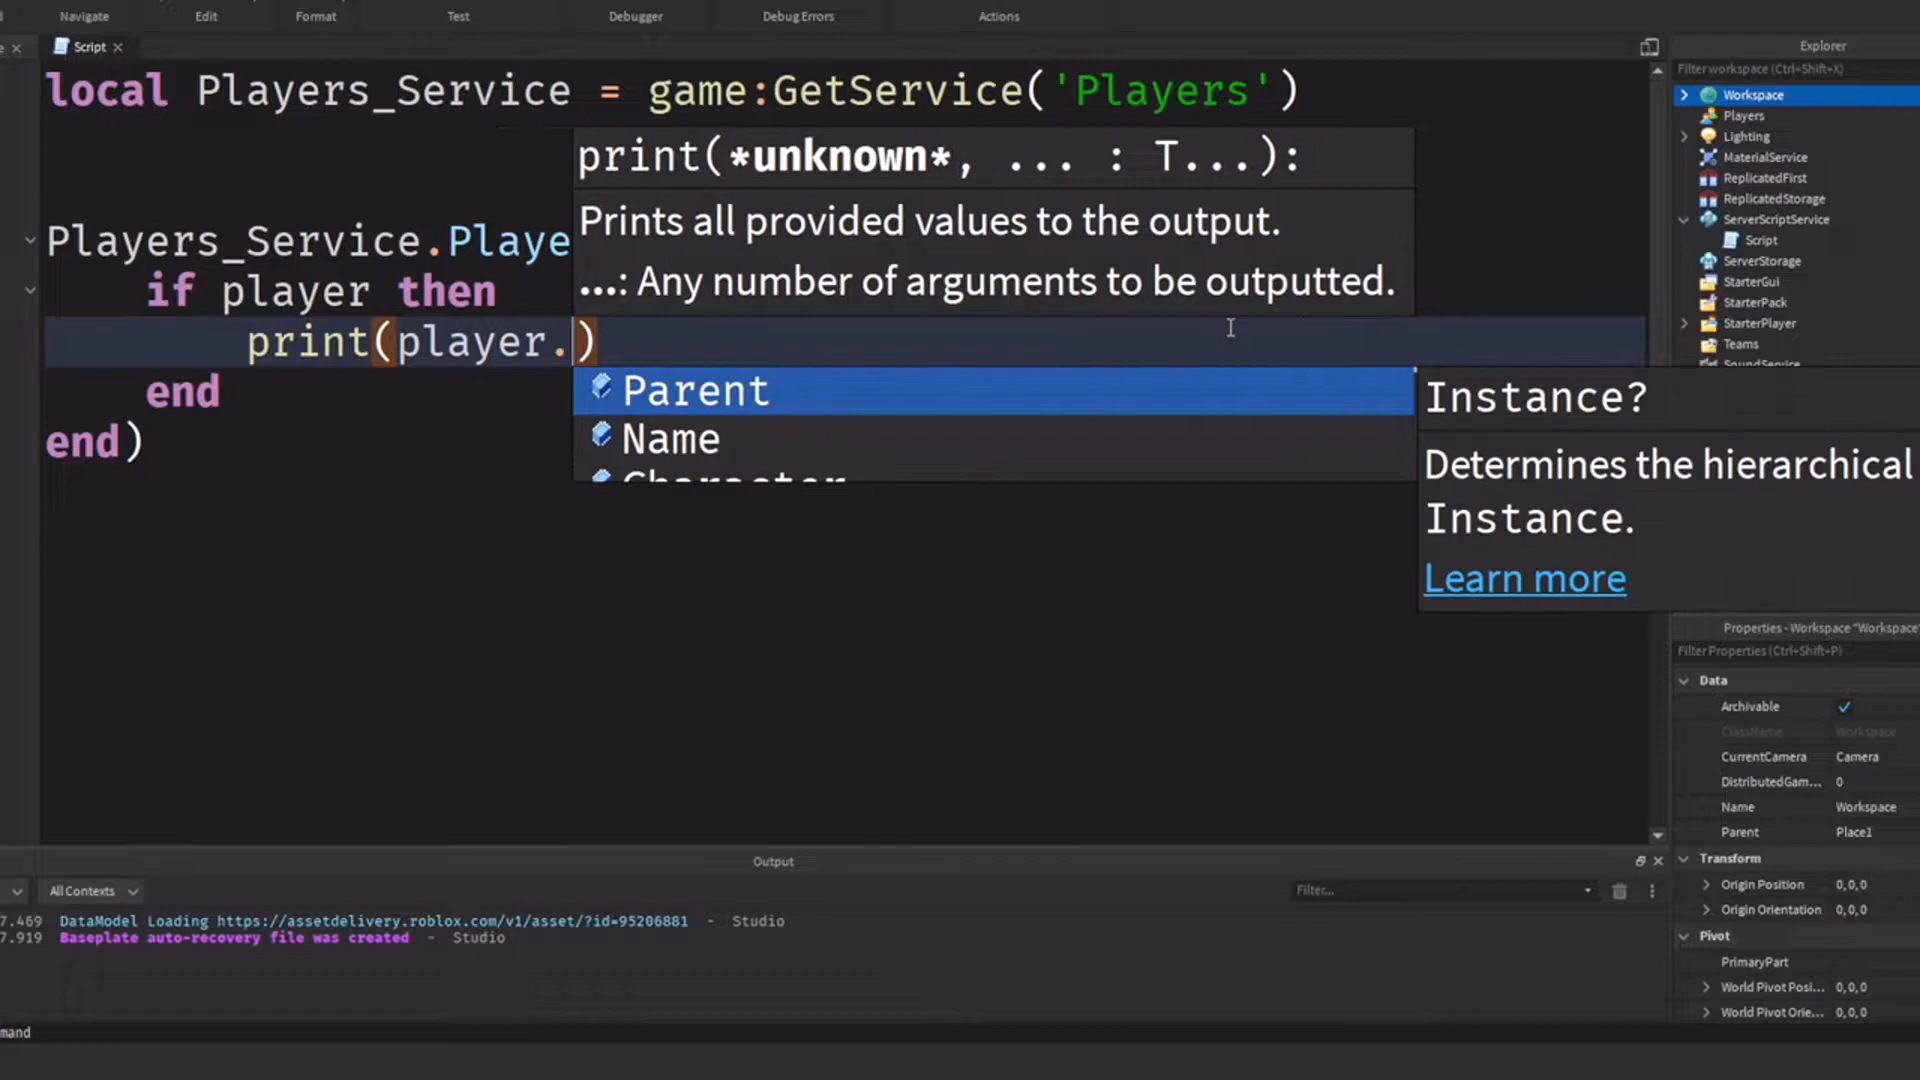 Navigate
Edit
Format
Test
Debugger
Debug Errors
Actions
Script
local Players_Service = game:GetService('Players')
print(*unknown*, ... : T...):
Prints all provided values to the output.
...: Any number of arguments to be outputted.
Players_Service.Playe
if player then
print(player.)
end
end)
Parent
Name
Character
Instance?
Determines the hierarchical
Instance.
Learn more
Explorer
Filter workspace (Ctrl+Shift+X)
Workspace
Players
Lighting
MaterialService
ReplicatedFirst
ReplicatedStorage
ServerScriptService
Script
ServerStorage
StarterGui
StarterPack
StarterPlayer
Teams
SoundService
Properties - Workspace "Workspace"
Filter Properties (Ctrl+Shift+P)
Data
Archivable
ClassName Workspace
CurrentCamera Camera
DistributedGam... 0
Name Workspace
Parent Place1
Transform
Origin Position 0,0,0
Origin Orientation 0,0,0
Pivot
PrimaryPart
World Pivot Posi... 0,0,0
World Pivot Orie... 0,0,0
Output
All Contexts
Filter...
7.469 DataModel Loading https://assetdelivery.roblox.com/v1/asset/?id=95206881 - Studio
7.919 Baseplate auto-recovery file was created - Studio
mand